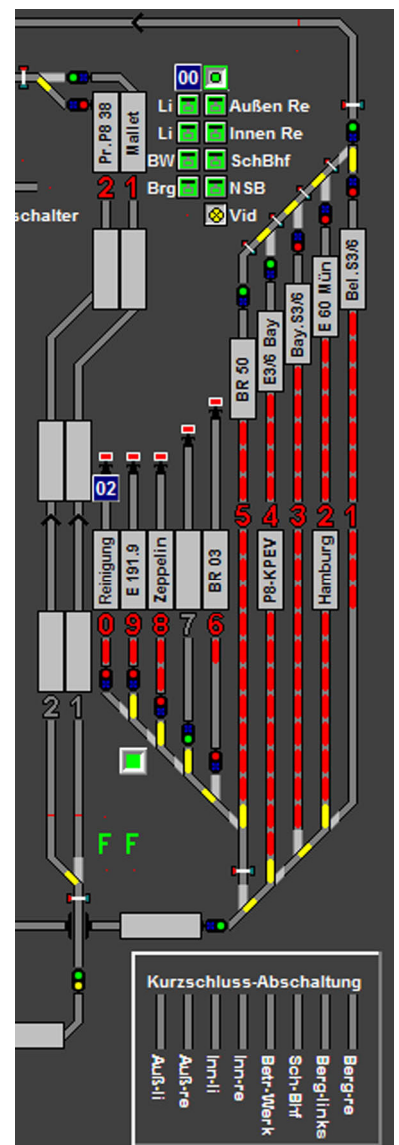 00
Li
Außen Re
Li
Innen Re
BW
SchBhf
Brg
NSB
Vid
Pr.P8 38
Mallet
2
1
schalter
BR 50
E3/6 Bay
Bay.S3/6
E 60 Mün
Bel.S3/6
02
5
4
3
2
1
Reinigung
E 191.9
Zeppelin
BR 03
P8-KPEV
Hamburg
0
9
8
7
6
2
1
F F
Kurzschluss-Abschaltung
Auß-li
Auß-re
Inn-li
Inn-re
Betr-Werk
Sch-Bhf
Berg-links
Berg-re